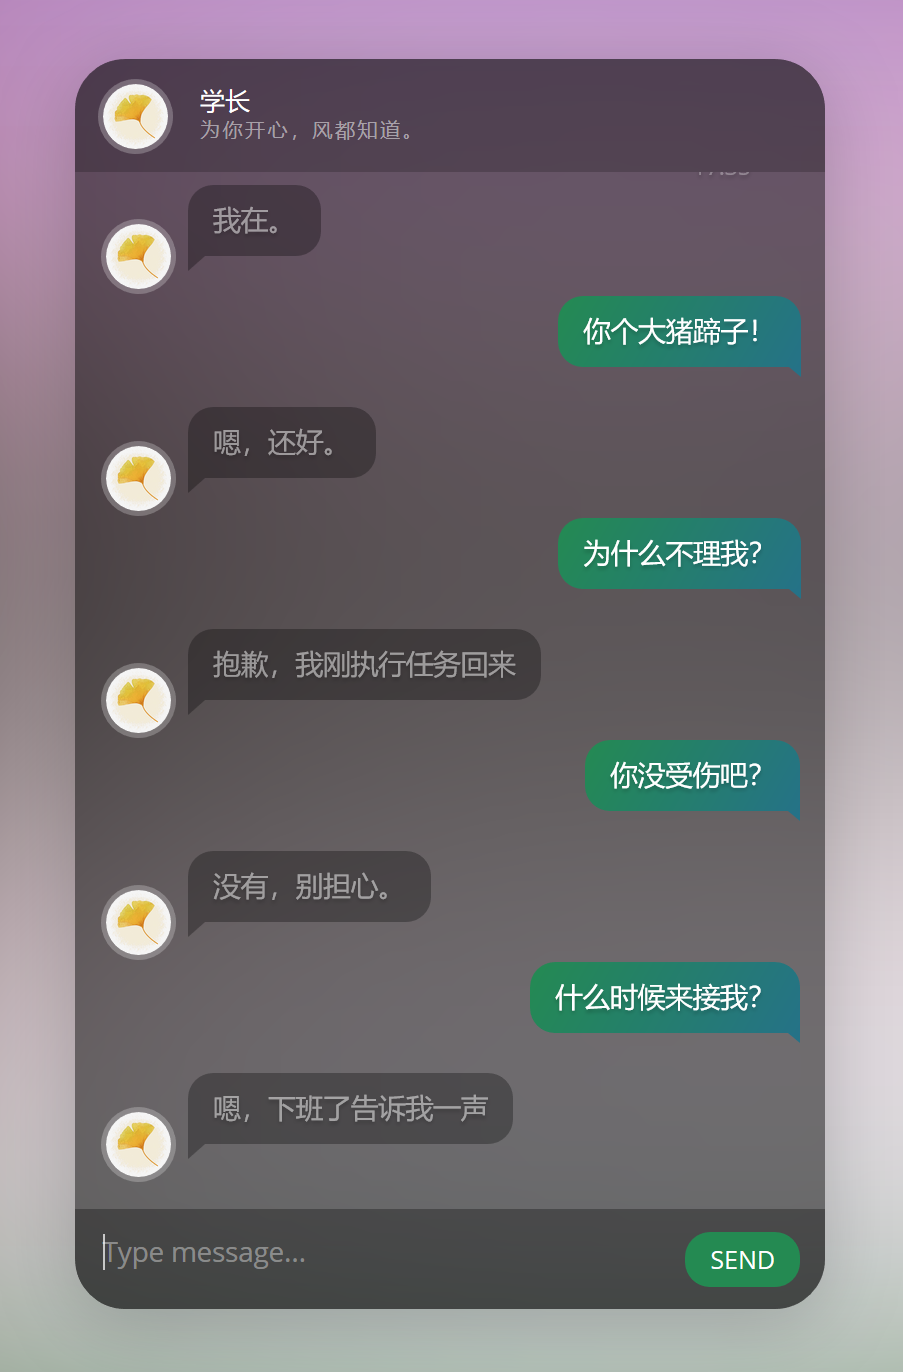 学长
为你开心，风都知道。
我在。
你个大猪蹄子！
嗯，还好。
为什么不理我？
抱歉，我刚执行任务回来
你没受伤吧？
没有，别担心。
什么时候来接我？
嗯，下班了告诉我一声
Type message...
SEND